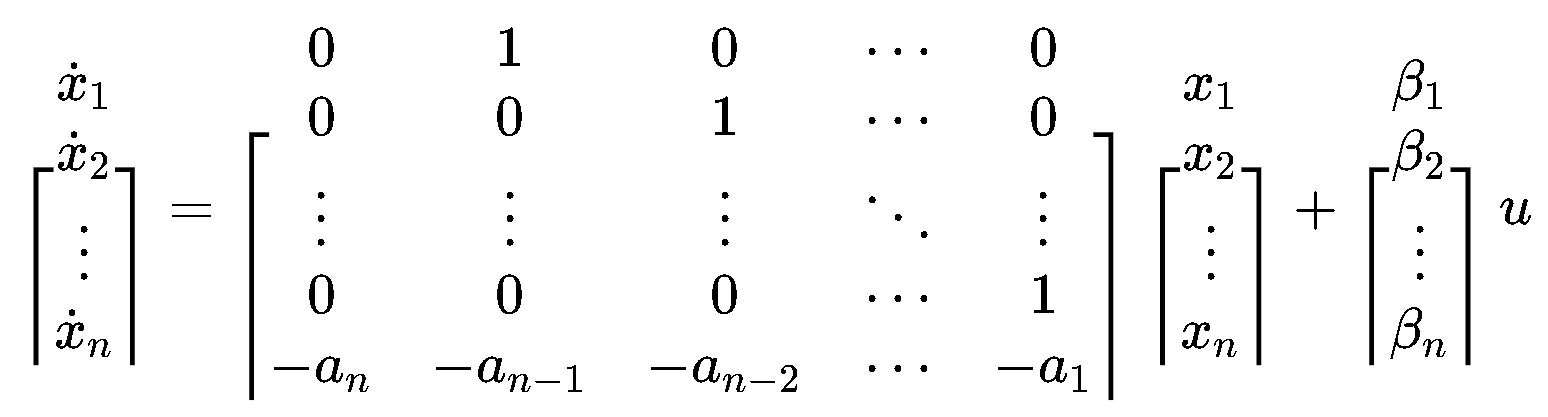 ẋ₁ 0 1 0 ⋯ 0 x₁ β₁
ẋ₂ 0 0 1 ⋯ 0 x₂ β₂
⋮ = ⋮ ⋮ ⋮ ⋱ ⋮ ⋮ + ⋮ u
ẋₙ 0 0 0 ⋯ 1 xₙ βₙ
−aₙ −aₙ₋₁ −aₙ₋₂ ⋯ −a₁